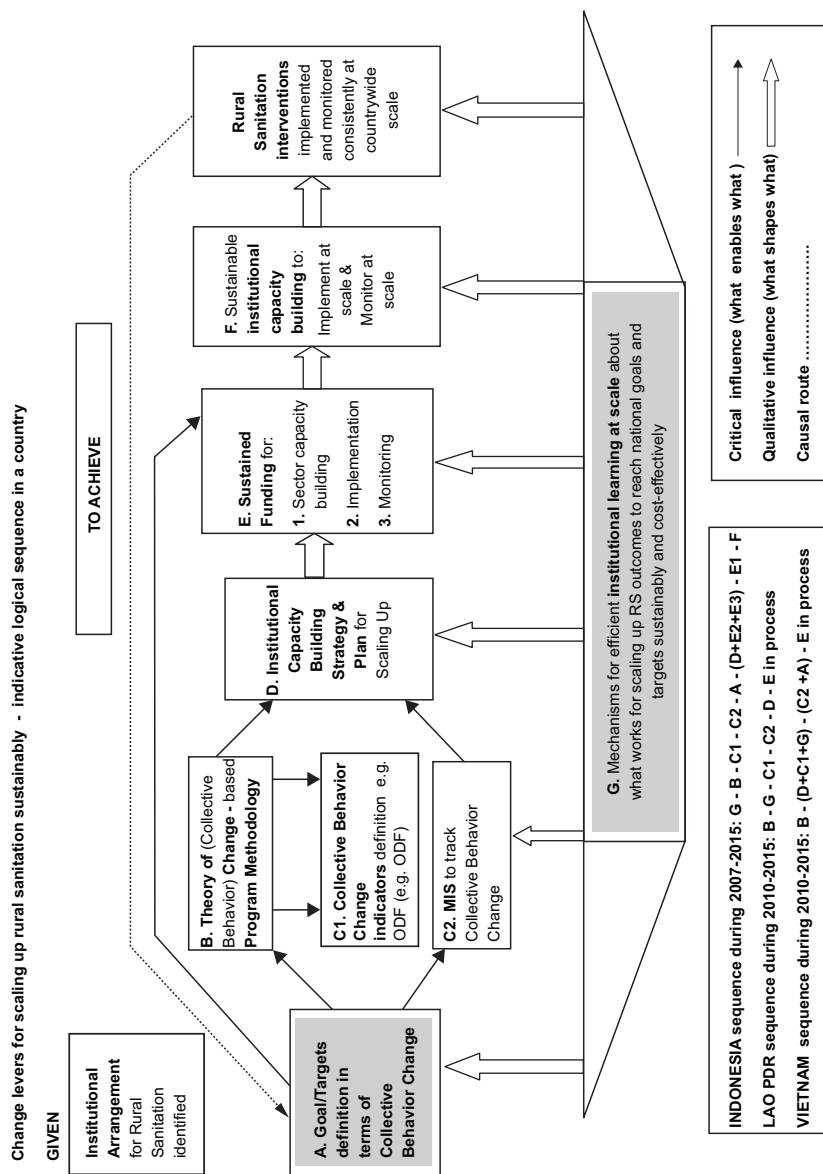 Change levers for scaling up rural sanitation sustainably - indicative logical sequence in a country
GIVEN
TO ACHIEVE
Institutional
Arrangement
for Rural
Sanitation
identified
A. Goal/Targets
definition in
terms of
Collective
Behavior Change
B. Theory of (Collective
Behavior) Change - based
Program Methodology
C1. Collective Behavior
Change
indicators definition e.g.
ODF (e.g. ODF)
C2. MIS to track
Collective Behavior
Change
D. Institutional
Capacity
Building
Strategy &
Plan for
Scaling Up
E. Sustained
Funding for:
1. Sector capacity
building
2. Implementation
3. Monitoring
F. Sustainable
institutional
capacity
building to:
Implement at
scale &
Monitor at
scale
Rural
Sanitation
interventions
implemented
and monitored
consistently at
countrywide
scale
G. Mechanisms for efficient institutional learning at scale about
what works for scaling up RS outcomes to reach national goals and
targets sustainably and cost-effectively
INDONESIA sequence during 2007-2015: G - B - C1 - C2 - A - (D+E2+E3) - E1 - F
LAO PDR sequence during 2010-2015: B - G - C1 - C2 - D - E in process
VIETNAM sequence during 2010-2015: B - (D+C1+G) - (C2 +A) - E in process
Critical influence (what enables what )
Qualitative influence (what shapes what)
Causal route .....................